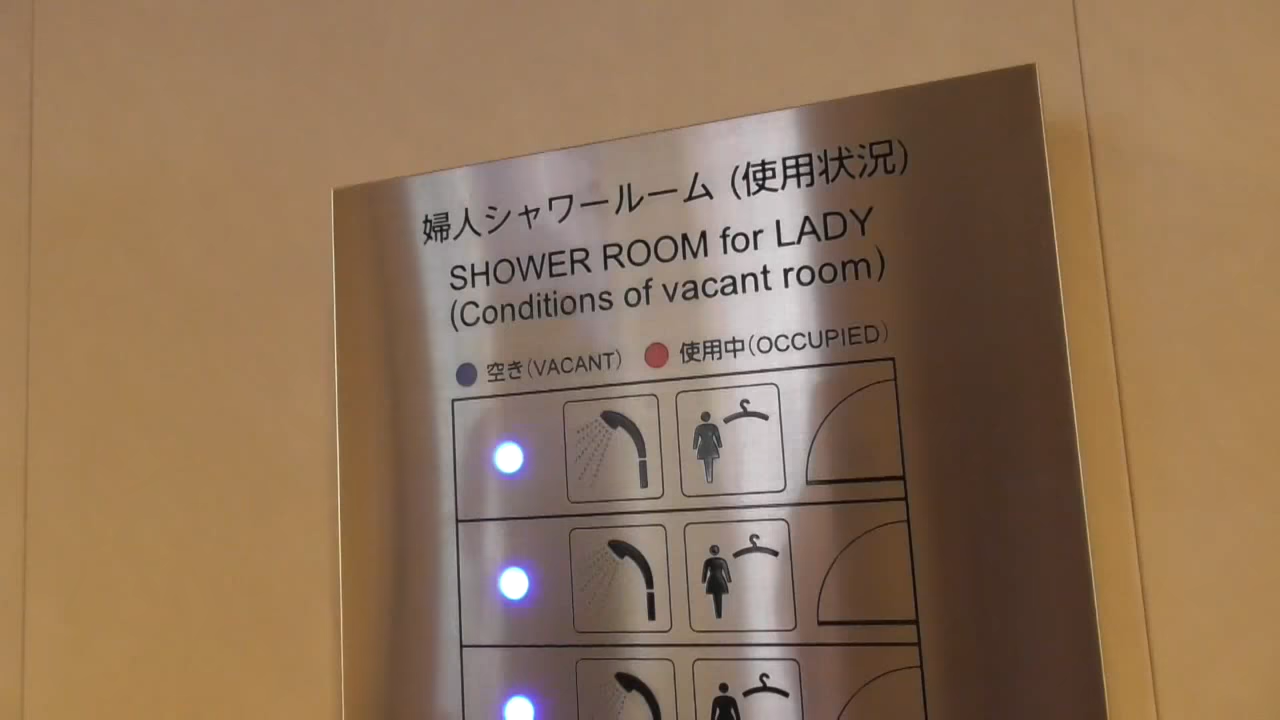 婦人シャワールーム (使用状況)
SHOWER ROOM for LADY
(Conditions of vacant room)
空き(VACANT) 使用中(OCCUPIED)